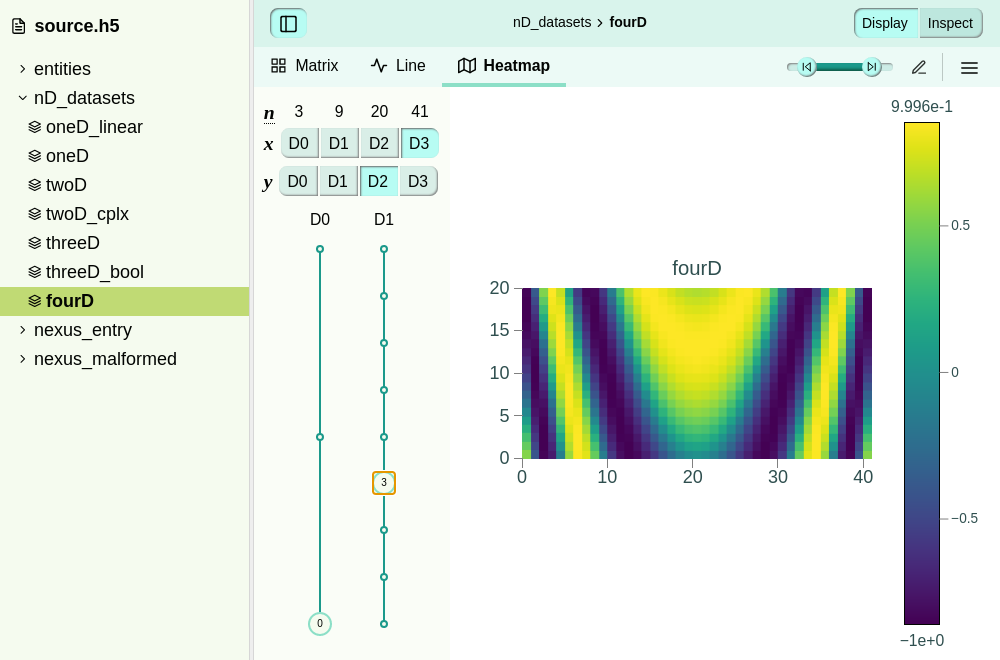 source.h5
entities
nD_datasets
oneD_linear
oneD
twoD
twoD_cplx
threeD
threeD_bool
fourD
nexus_entry
nexus_malformed
nD_datasets › fourD
Display Inspect
Matrix Line Heatmap
n 3 9 20 41
x D0 D1 D2 D3
y D0 D1 D2 D3
D0 D1
3
0
fourD
20
15
10
5
0
0 10 20 30 40
9.996e-1
0.5
0
−0.5
−1e+0